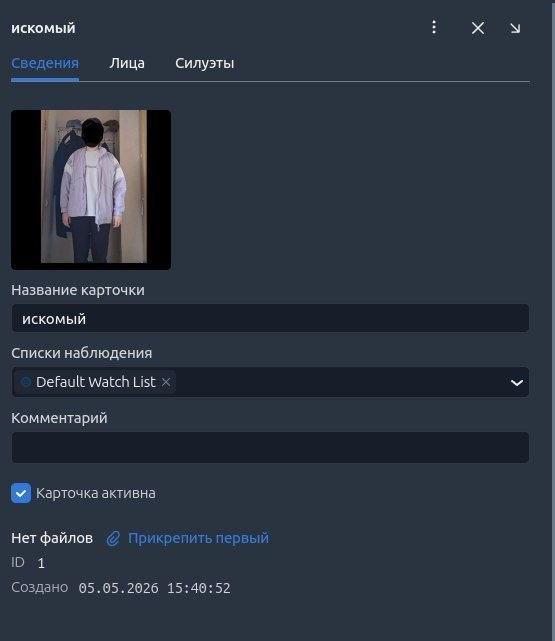 искомый
Сведения Лица Силуэты
Название карточки
искомый
Списки наблюдения
Default Watch List
Комментарий
Карточка активна
Нет файлов Прикрепить первый
ID 1
Создано 05.05.2026 15:40:52